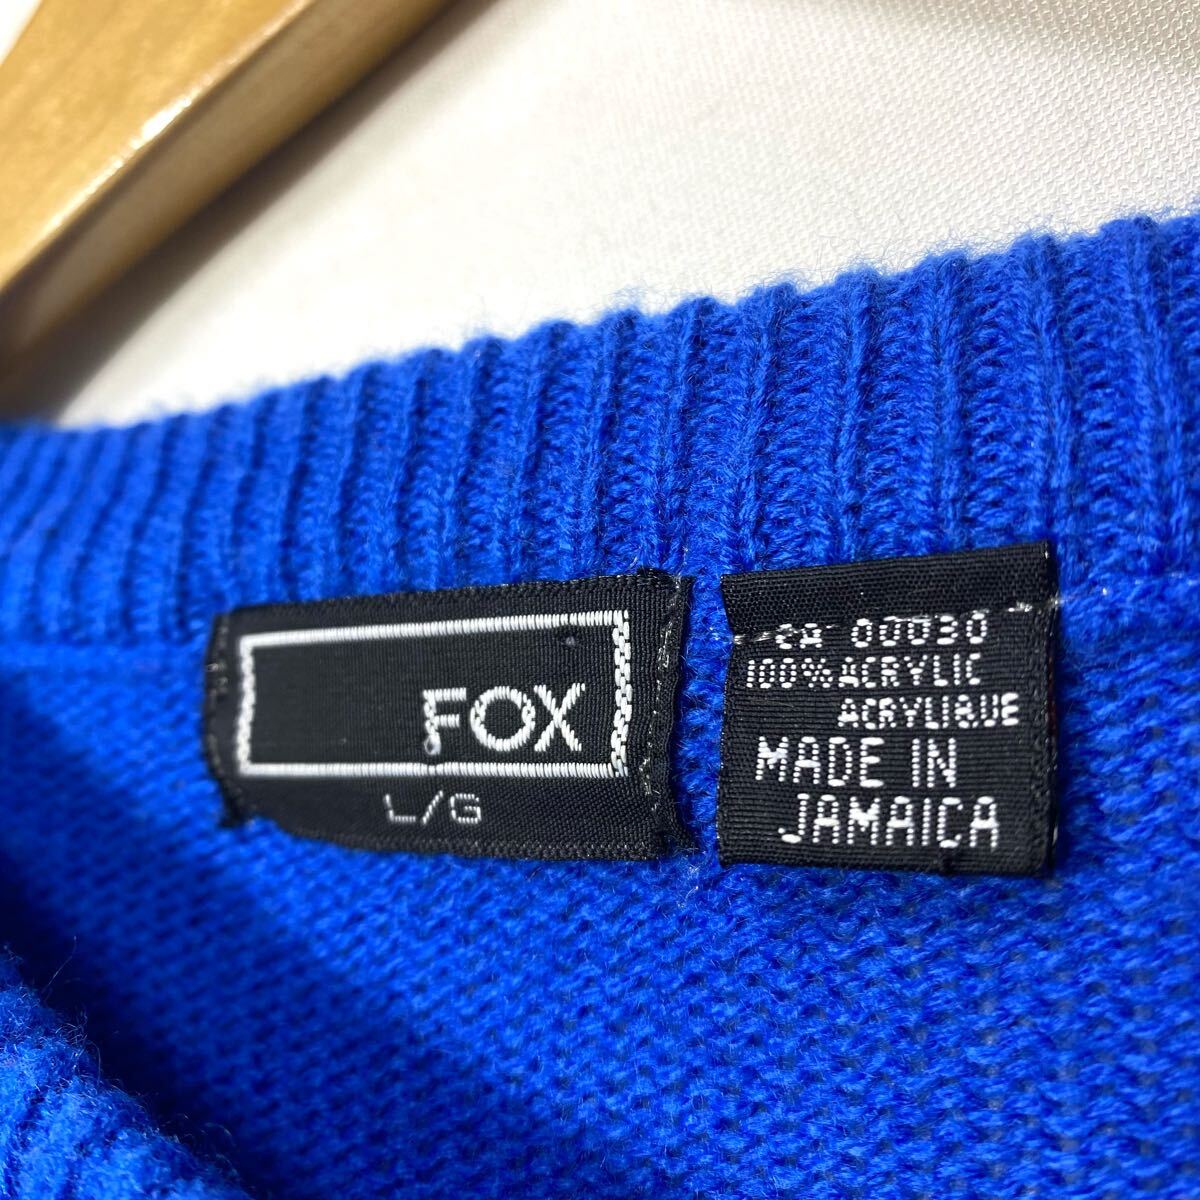 FOX
L/G
CA 00030
100% ACRYLIC
ACRYLIQUE
MADE IN
JAMAICA